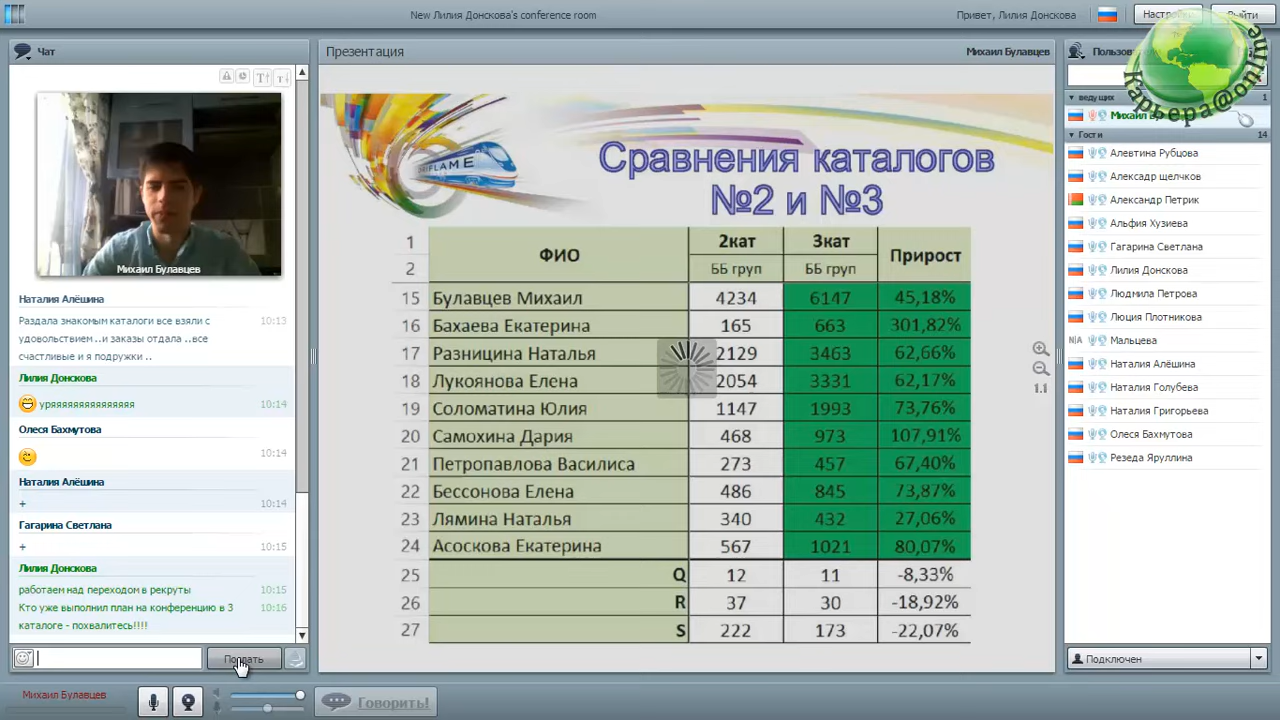 New Лилия Донскова's conference room
Привет, Лилия Донскова
Настройки
Выйти
Чат
Презентация
Михаил Булавцев
Карьера@online
ведущих 1
Гости 14
Алевтина Рубцова
Алексадр щелчков
Александр Петрик
Альфия Хузиева
Гагарина Светлана
Лилия Донскова
Людмила Петрова
Люция Плотникова
N/A Мальцева
Наталия Алёшина
Наталия Голубева
Наталия Григорьева
Олеся Бахмутова
Резеда Яруллина
Подключен
Михаил Булавцев
Наталия Алёшина
Раздала знакомым каталоги все взяли с 10:13
удовольствием ..и заказы отдала ..все
счастливые и я подружки ..
Лилия Донскова
уряяяяяяяяяяяяяяя 10:14
Олеся Бахмутова
10:14
Наталия Алёшина
+ 10:14
Гагарина Светлана
+ 10:15
Лилия Донскова
работаем над переходом в рекруты 10:15
Кто уже выполнил план на конференцию в 3 10:16
каталоге - похвалитесь!!!!
Михаил Булавцев
Говорить!
ORIFLAME
Сравнения каталогов
№2 и №3
1 ФИО 2кат 3кат Прирост
2 ББ груп ББ груп
15 Булавцев Михаил 4234 6147 45,18%
16 Бахаева Екатерина 165 663 301,82%
17 Разницина Наталья 2129 3463 62,66%
18 Лукоянова Елена 2054 3331 62,17%
19 Соломатина Юлия 1147 1993 73,76%
20 Самохина Дария 468 973 107,91%
21 Петропавлова Василиса 273 457 67,40%
22 Бессонова Елена 486 845 73,87%
23 Лямина Наталья 340 432 27,06%
24 Асоскова Екатерина 567 1021 80,07%
25 Q 12 11 -8,33%
26 R 37 30 -18,92%
27 S 222 173 -22,07%
1.1